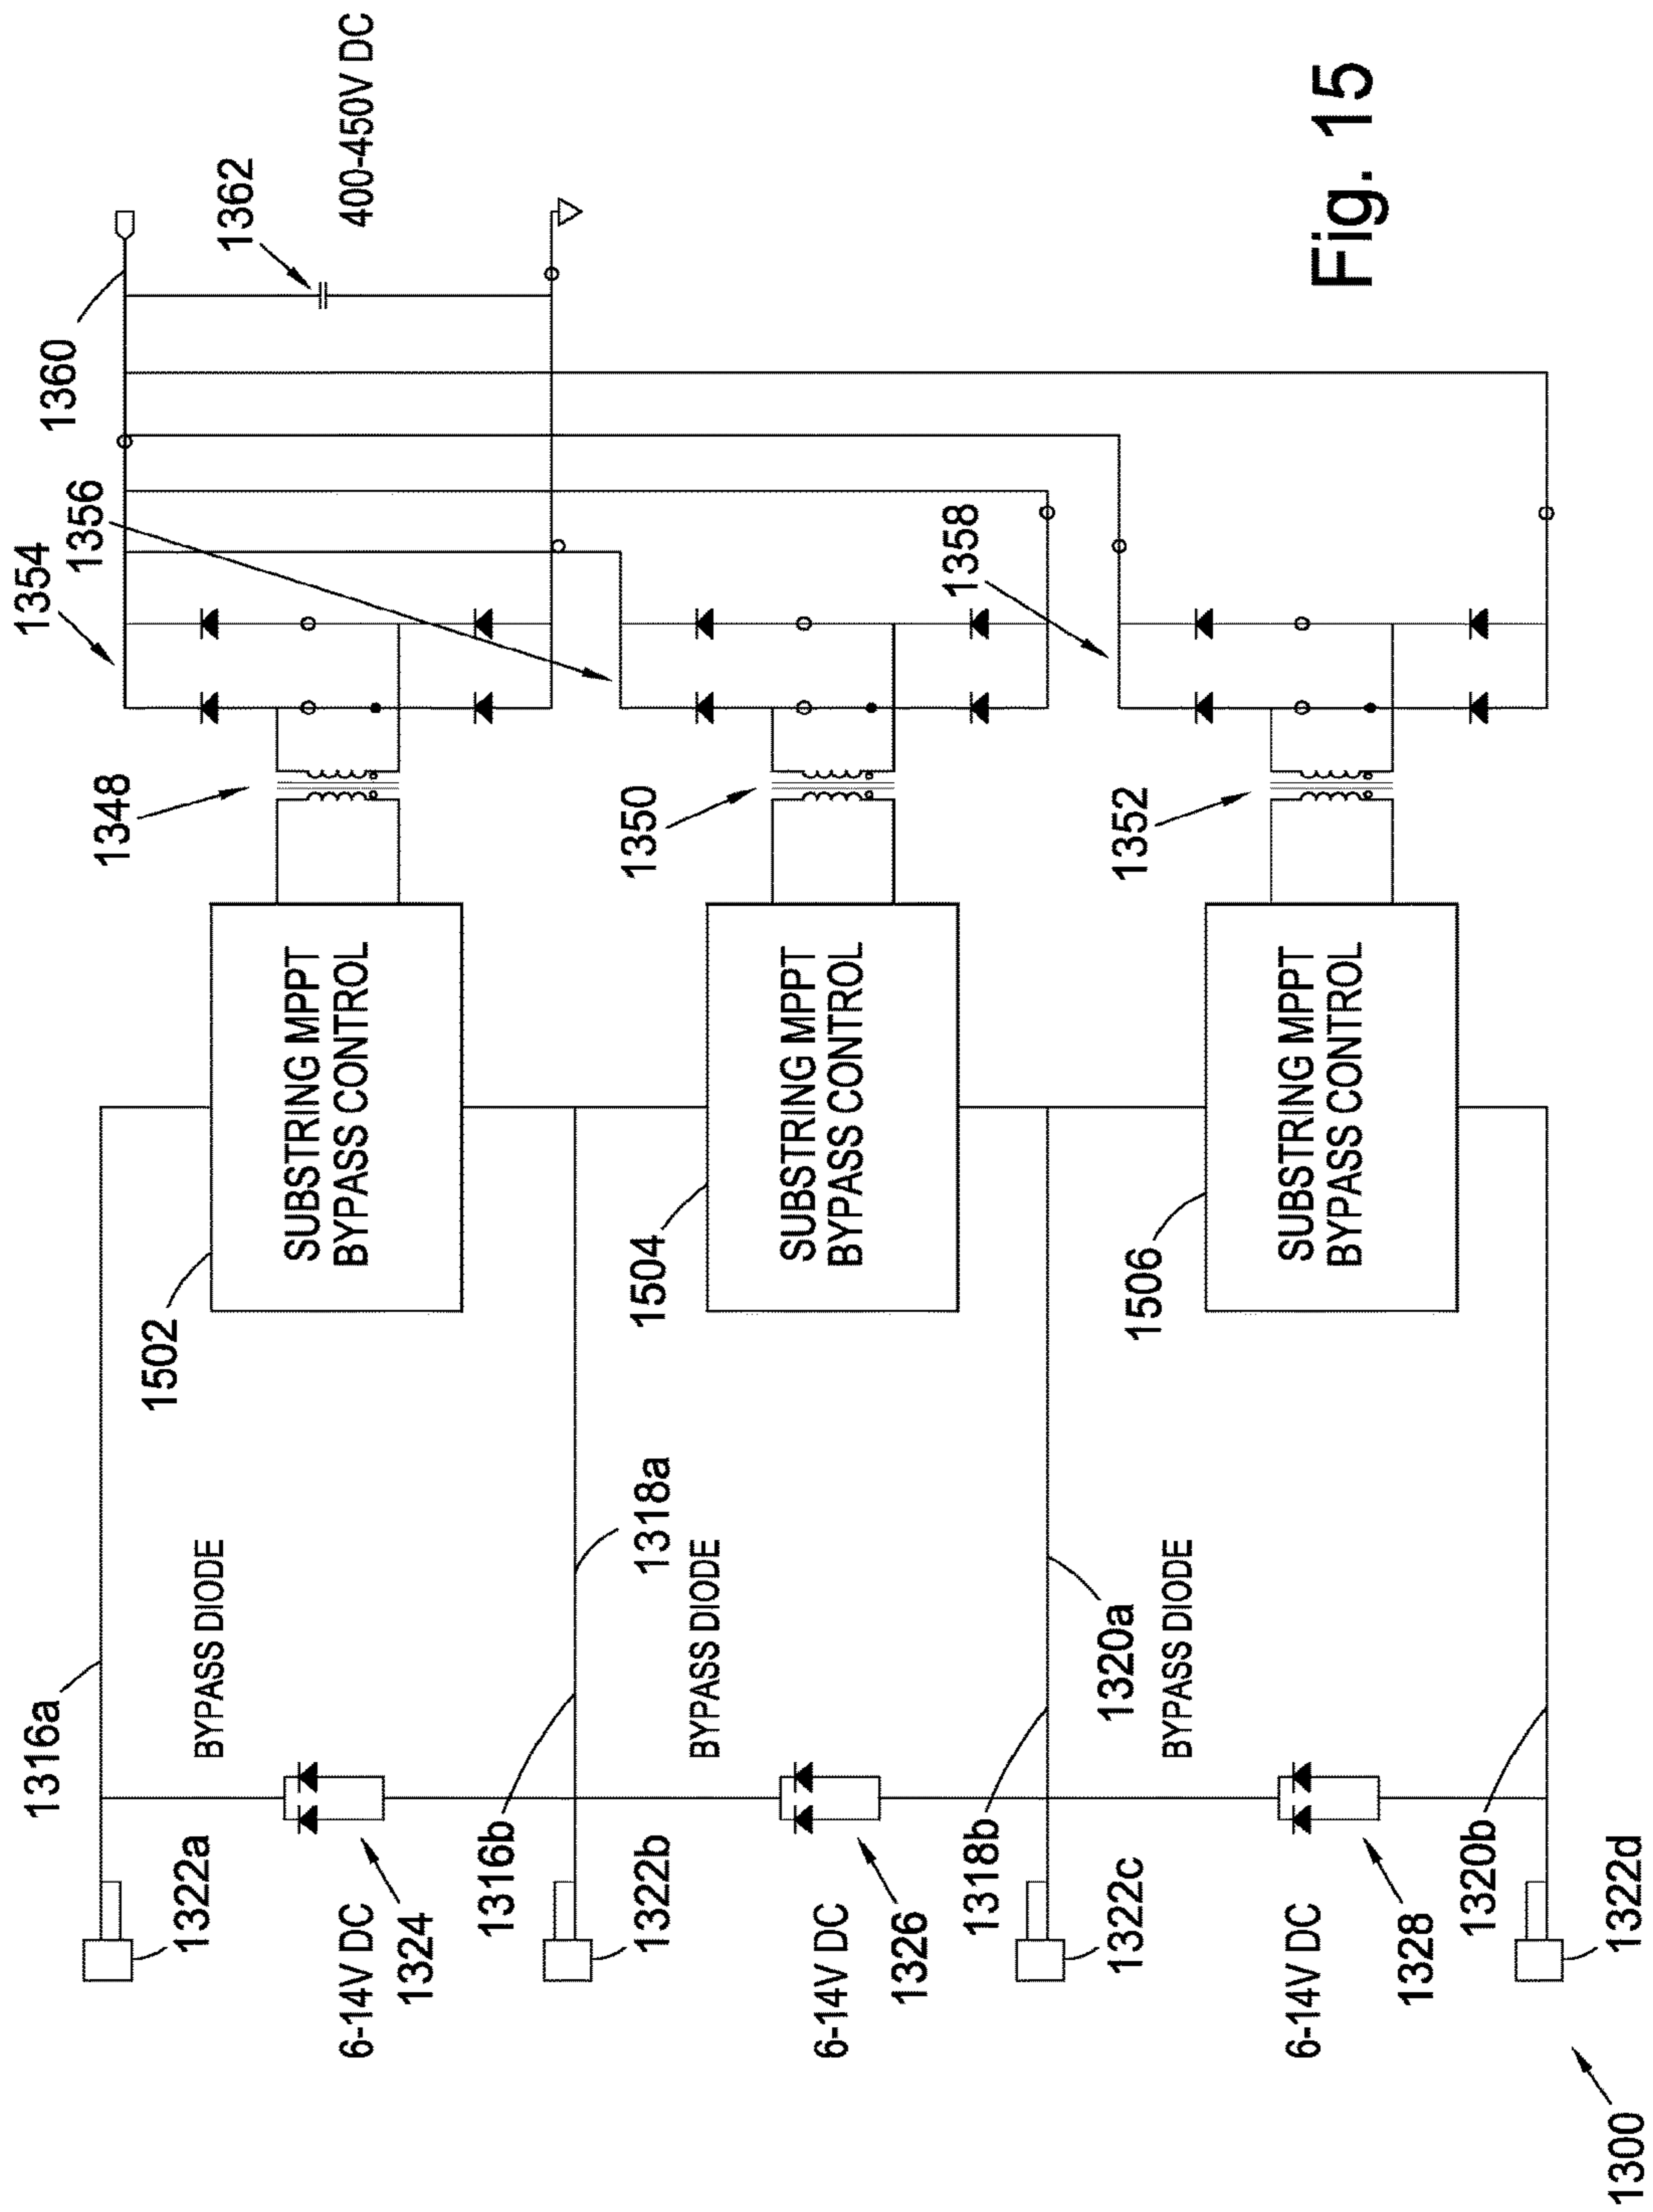 1316a
1322a
BYPASS DIODE
6-14V DC
1324
1316b
1322b
1318a
BYPASS DIODE
6-14V DC
1326
1318b
1322c
1320a
BYPASS DIODE
6-14V DC
1328
1320b
1322d
1300
1502
SUBSTRING MPPT
BYPASS CONTROL
1504
SUBSTRING MPPT
BYPASS CONTROL
1506
SUBSTRING MPPT
BYPASS CONTROL
1348
1350
1352
1354
1356
1358
1360
1362
400-450V DC
Fig. 15